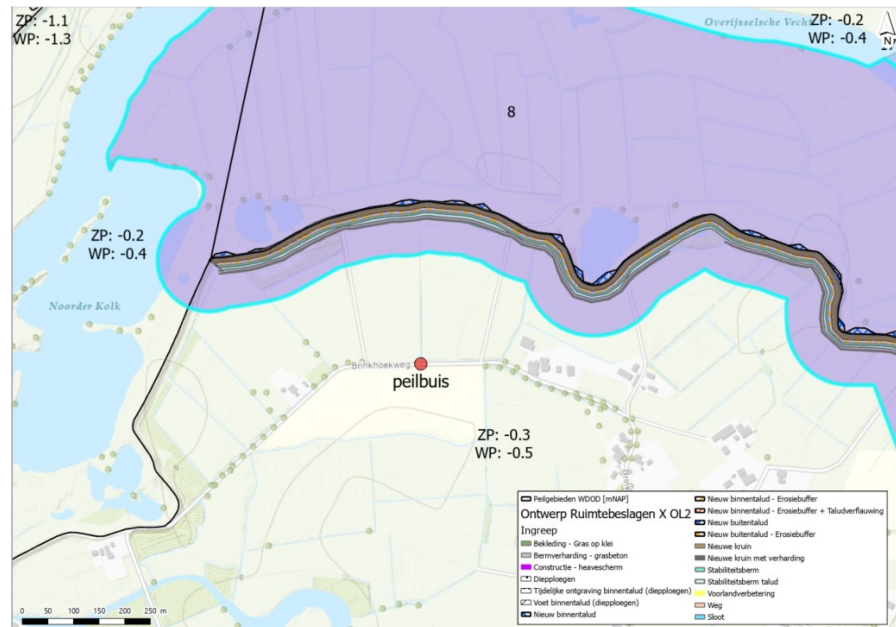 ZP: -1.1
WP: -1.3
Overijsselsche Vecht
ZP: -0.2
WP: -0.4
N
8
ZP: -0.2
WP: -0.4
Noorder Kolk
Brinkhoekweg
peilbuis
ZP: -0.3
WP: -0.5
Peilgebieden WDOD [mNAP]
Ontwerp Ruimtebeslagen X OL2
Ingreep
Bekleding - Gras op klei
Bermverharding - grasbeton
Constructie - heavescherm
Diepploegen
Tijdelijke ontgraving binnentalud (diepploegen)
Voet binnentalud (diepploegen)
Nieuw binnentalud
Nieuw binnentalud - Erosiebuffer
Nieuw binnentalud - Erosiebuffer + Taludverflauwing
Nieuw buitentalud
Nieuw buitentalud - Erosiebuffer
Nieuwe kruin
Nieuwe kruin met verharding
Stabiliteitsberm
Stabiliteitsberm talud
Voorlandverbetering
Weg
Sloot
0 50 100 150 200 250 m